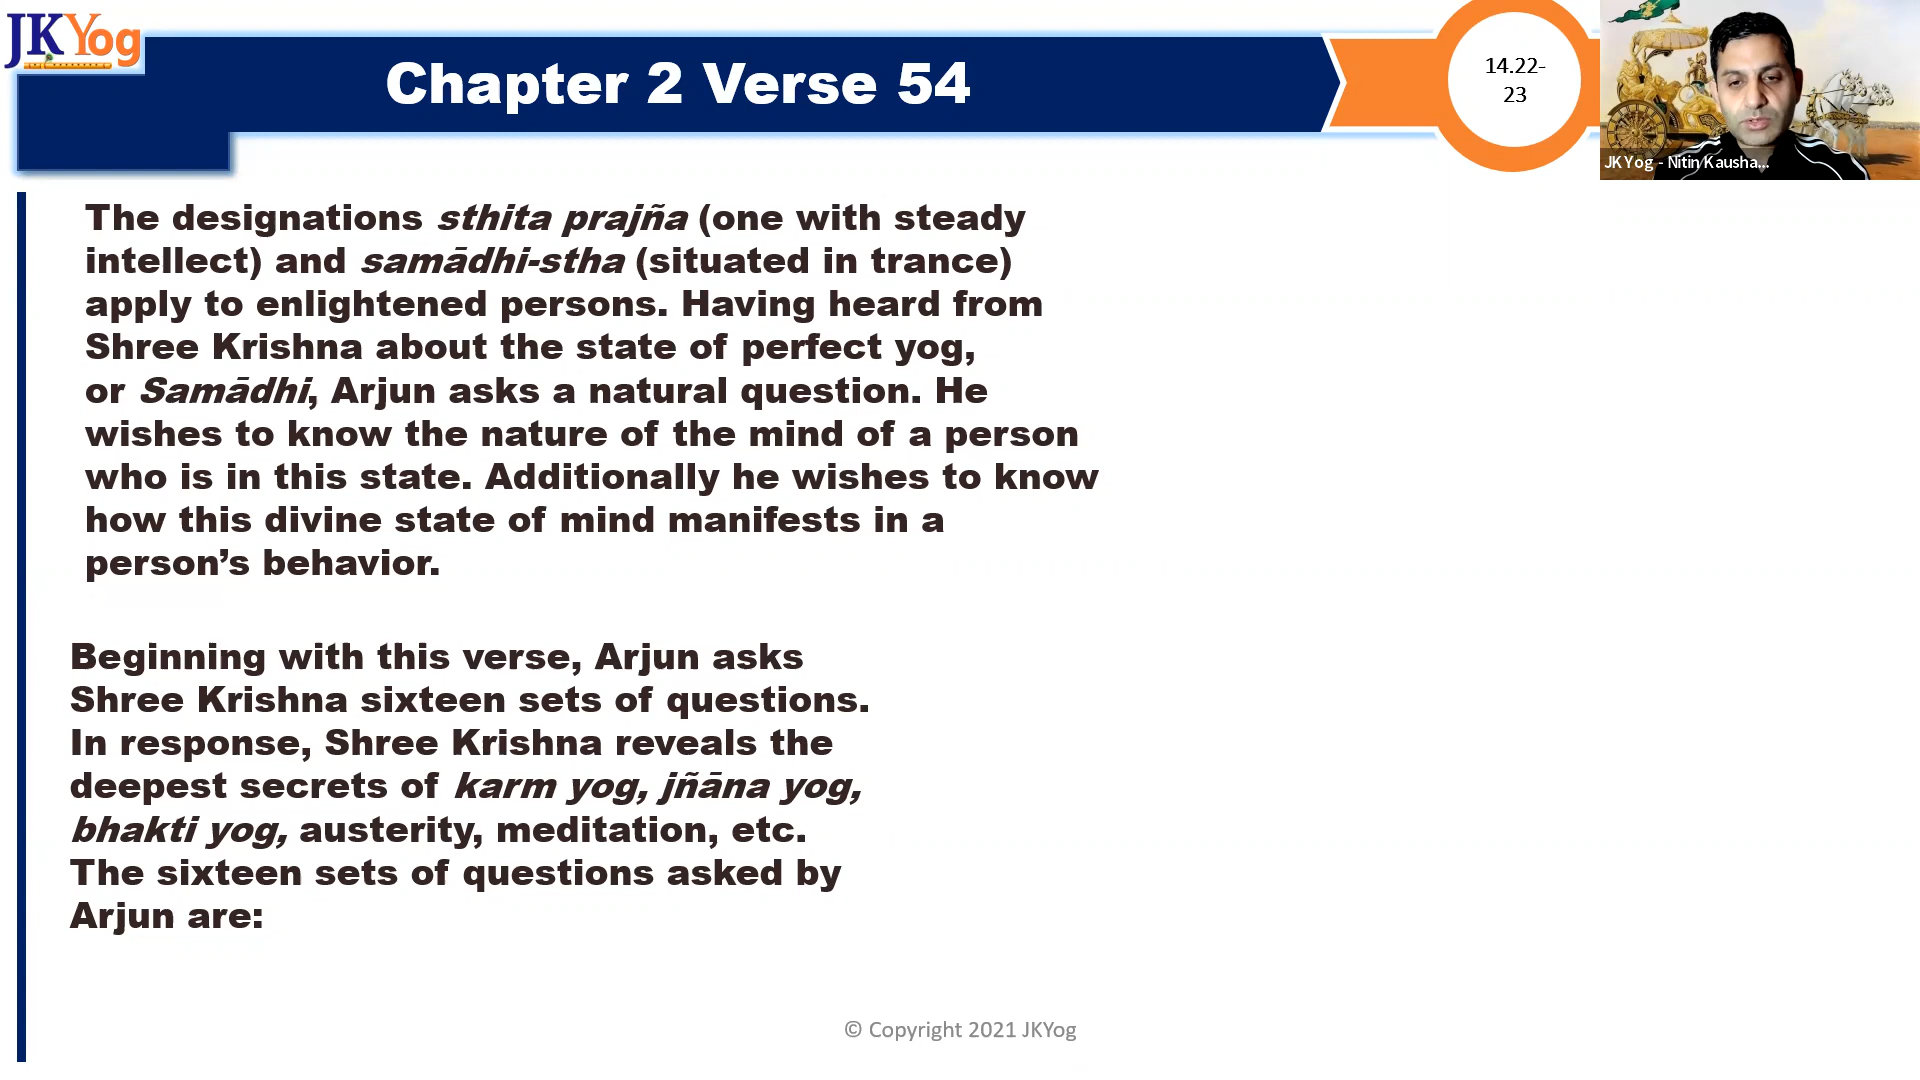 JKYog
Chapter 2 Verse 54
14.22-
23
JK Yog - Nitin Kausha...
The designations sthita prajña (one with steady
intellect) and samādhi-stha (situated in trance)
apply to enlightened persons. Having heard from
Shree Krishna about the state of perfect yog,
or Samādhi, Arjun asks a natural question. He
wishes to know the nature of the mind of a person
who is in this state. Additionally he wishes to know
how this divine state of mind manifests in a
person’s behavior.
Beginning with this verse, Arjun asks
Shree Krishna sixteen sets of questions.
In response, Shree Krishna reveals the
deepest secrets of karm yog, jñāna yog,
bhakti yog, austerity, meditation, etc.
The sixteen sets of questions asked by
Arjun are:
© Copyright 2021 JKYog